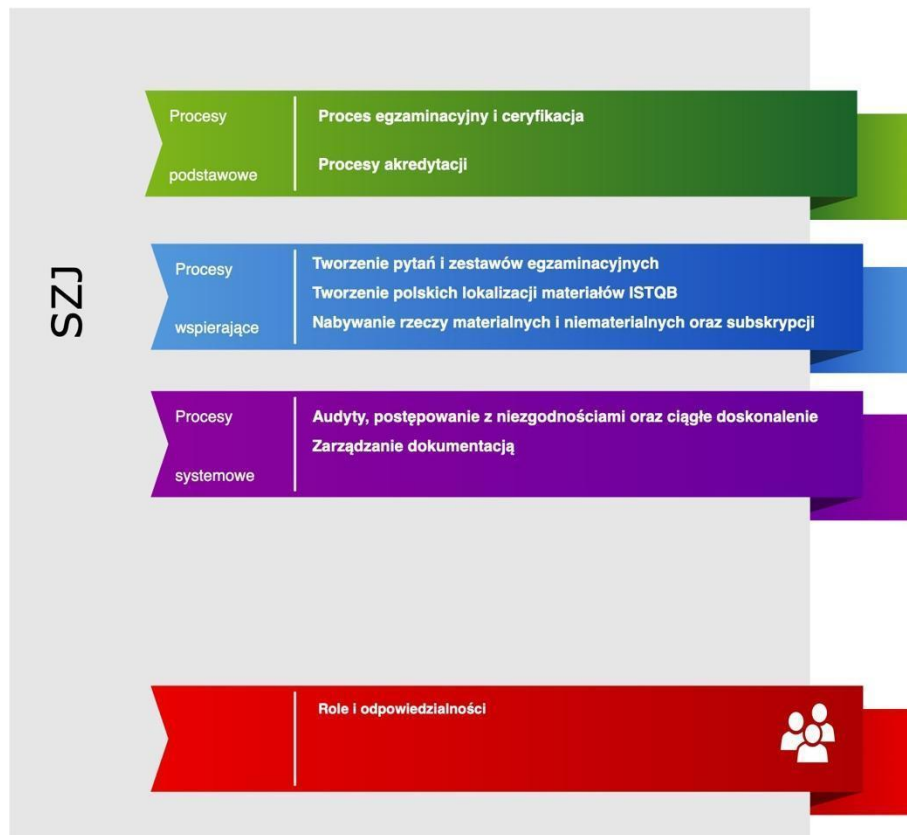 SZJ
Procesy
podstawowe
Proces egzaminacyjny i ceryfikacja
Procesy akredytacji
Procesy
wspierające
Tworzenie pytań i zestawów egzaminacyjnych
Tworzenie polskich lokalizacji materiałów ISTQB
Nabywanie rzeczy materialnych i niematerialnych oraz subskrypcji
Procesy
systemowe
Audyty, postępowanie z niezgodnościami oraz ciągłe doskonalenie
Zarządzanie dokumentacją
Role i odpowiedzialności